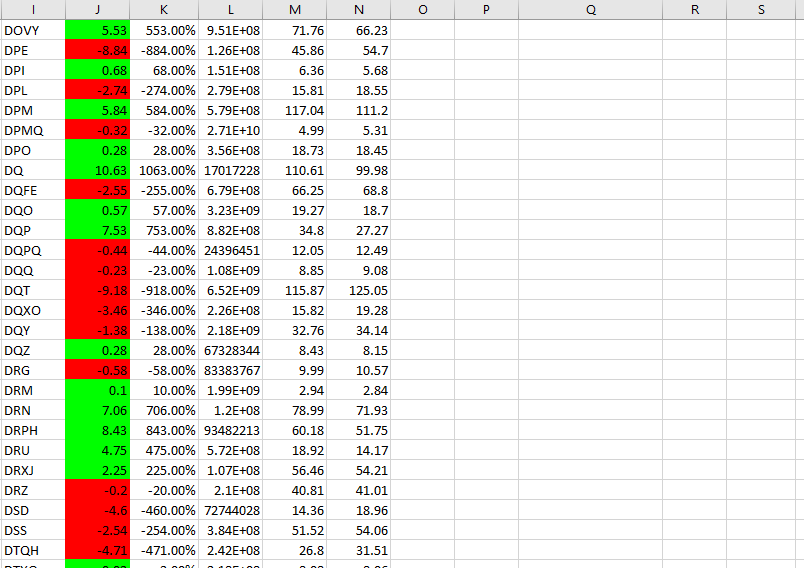 I J K L M N O P Q R S
DOVY 5.53 553.00% 9.51E+08 71.76 66.23
DPE -8.84 -884.00% 1.26E+08 45.86 54.7
DPI 0.68 68.00% 1.51E+08 6.36 5.68
DPL -2.74 -274.00% 2.79E+08 15.81 18.55
DPM 5.84 584.00% 5.79E+08 117.04 111.2
DPMQ -0.32 -32.00% 2.71E+10 4.99 5.31
DPO 0.28 28.00% 3.56E+08 18.73 18.45
DQ 10.63 1063.00% 17017228 110.61 99.98
DQFE -2.55 -255.00% 6.79E+08 66.25 68.8
DQO 0.57 57.00% 3.23E+09 19.27 18.7
DQP 7.53 753.00% 8.82E+08 34.8 27.27
DQPQ -0.44 -44.00% 24396451 12.05 12.49
DQQ -0.23 -23.00% 1.08E+09 8.85 9.08
DQT -9.18 -918.00% 6.52E+09 115.87 125.05
DQXO -3.46 -346.00% 2.26E+08 15.82 19.28
DQY -1.38 -138.00% 2.18E+09 32.76 34.14
DQZ 0.28 28.00% 67328344 8.43 8.15
DRG -0.58 -58.00% 83383767 9.99 10.57
DRM 0.1 10.00% 1.99E+09 2.94 2.84
DRN 7.06 706.00% 1.2E+08 78.99 71.93
DRPH 8.43 843.00% 93482213 60.18 51.75
DRU 4.75 475.00% 5.72E+08 18.92 14.17
DRXJ 2.25 225.00% 1.07E+08 56.46 54.21
DRZ -0.2 -20.00% 2.1E+08 40.81 41.01
DSD -4.6 -460.00% 72744028 14.36 18.96
DSS -2.54 -254.00% 3.84E+08 51.52 54.06
DTQH -4.71 -471.00% 2.42E+08 26.8 31.51